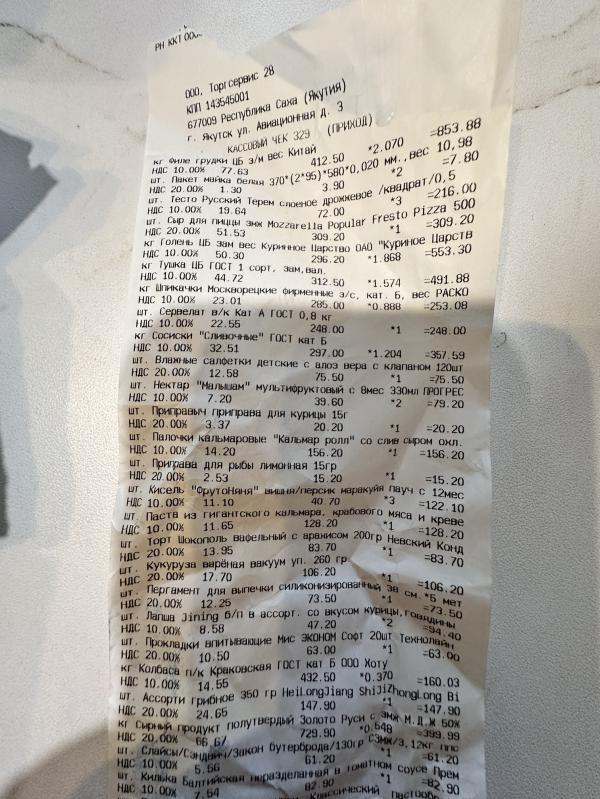 РН ККТ 00
ООО. Торгсервис 28
КПП 143545001
677009 Республика Саха (Якутия)
г. Якутск ул. Авиационная д. 3
КАССОВЫЙ ЧЕК 329 (ПРИХОД)
кг Филе грудки ЦБ з/м вес Китай
НДС 10.00% 77.63 412.50 *2.070 =853.88
шт. Пакет майка белая 370*(2*95)*580*0,020 мм.,вес 10,98
НДС 20.00% 1.30 3.90 *2 =7.80
шт. Тесто Русский Терем слоеное дрожжевое /квадрат/0,5
НДС 10.00% 19.64 72.00 *3 =216.00
шт. Сыр для пиццы змж Mozzarella Popular Fresto Pizza 500
НДС 20.00% 51.53 309.20 *1 =309.20
кг Голень ЦБ зам вес Куринное Царство ОАО "Куриное Царств
НДС 10.00% 50.30 296.20 *1.868 =553.30
кг Тушка ЦБ ГОСТ 1 сорт, зам,вал.
НДС 10.00% 44.72 312.50 *1.574 =491.88
кг Шпикачки Москворецкие фирменные э/с, кат. Б, вес РАСКО
НДС 10.00% 23.01 285.00 *0.888 =253.08
шт. Сервелат в/к Кат А ГОСТ 0,8 кг
НДС 10.00% 22.55 248.00 *1 =248.00
кг Сосиски "Сливочные" ГОСТ кат Б
НДС 10.00% 32.51 297.00 *1.204 =357.59
шт. Влажные салфетки детские с алоэ вера с клапаном 120шт
НДС 20.00% 12.58 75.50 *1 =75.50
шт. Нектар "Малышам" мультифруктовый с 8мес 330мл ПРОГРЕС
НДС 10.00% 7.20 39.60 *2 =79.20
шт. Приправыч приправа для курицы 15г
НДС 20.00% 3.37 20.20 *1 =20.20
шт. Палочки кальмаровые "Кальмар ролл" со слив сыром охл.
НДС 10.00% 14.20 156.20 *1 =156.20
шт. Приправа для рыбы лимонная 15гр
НДС 20.00% 2.53 15.20 *1 =15.20
шт. Кисель "ФрутоНяня" вишня/персик маракуйя пауч с 12мес
НДС 10.00% 11.10 40.70 *3 =122.10
шт. Паста из гигантского кальмара, крабового мяса и креве
НДС 10.00% 11.65 128.20 *1 =128.20
шт. Торт Шокополь вафельный с арахисом 200гр Невский Конд
НДС 20.00% 13.95 83.70 *1 =83.70
шт. Кукуруза варёная вакуум уп. 260 гр.
НДС 20.00% 17.70 106.20 *1 =106.20
шт. Пергамент для выпечки силиконизированный 38 см.*5 мет
НДС 20.00% 12.25 73.50 *1 =73.50
шт. Лапша Jining б/п в ассорт. со вкусом курицы,говядины
НДС 10.00% 8.58 47.20 *2 =94.40
шт. Прокладки впитывающие Мис ЭКОНОМ Софт 20шт Технолайн
НДС 20.00% 10.50 63.00 *1 =63.00
кг Колбаса п/к Краковская ГОСТ кат Б ООО Хоту
НДС 10.00% 14.55 432.50 *0.370 =160.03
шт. Ассорти грибное 350 гр HeiLongJiang ShiJiZhongLong Bi
НДС 20.00% 24.65 147.90 *1 =147.90
кг Сырный продукт полутвердый Золото Руси с змж М.Д.Ж 50%
НДС 20.00% 66.67 729.90 *0.548 =399.99
шт. Слайсы/Сэндвич/Закон бутерброда/130гр СЗМЖ/3,12кг ппс
НДС 10.00% 5.56 61.20 *1 =61.20
шт. Килька Балтийская неразделанная в томатном соусе Прем
НДС 10.00% 7.54 82.90 *1 =82.90
Классический